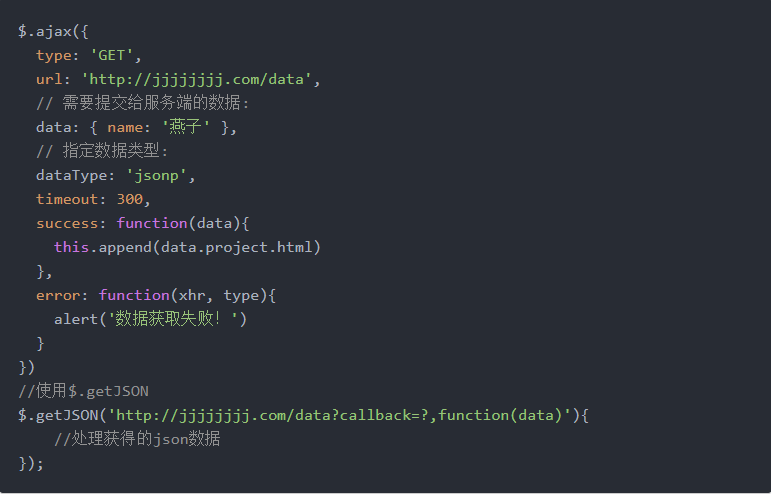 $.ajax({
  type: 'GET',
  url: 'http://jjjjjjjj.com/data',
  // 需要提交给服务端的数据:
  data: { name: '燕子' },
  // 指定数据类型:
  dataType: 'jsonp',
  timeout: 300,
  success: function(data){
    this.append(data.project.html)
  },
  error: function(xhr, type){
    alert('数据获取失败! ')
  }
})
//使用$.getJSON
$.getJSON('http://jjjjjjjj.com/data?callback=?,function(data)'){
    //处理获得的json数据
});